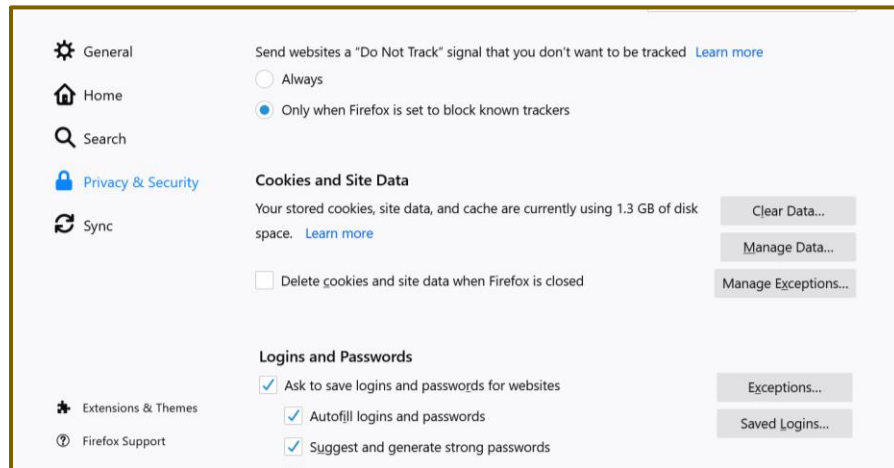 General
Home
Search
Privacy & Security
Sync
Extensions & Themes
Firefox Support
Send websites a “Do Not Track” signal that you don’t want to be tracked Learn more
Always
Only when Firefox is set to block known trackers
Cookies and Site Data
Your stored cookies, site data, and cache are currently using 1.3 GB of disk
space. Learn more
Clear Data...
Manage Data...
Delete cookies and site data when Firefox is closed
Manage Exceptions...
Logins and Passwords
Ask to save logins and passwords for websites
Exceptions...
Autofill logins and passwords
Saved Logins...
Suggest and generate strong passwords